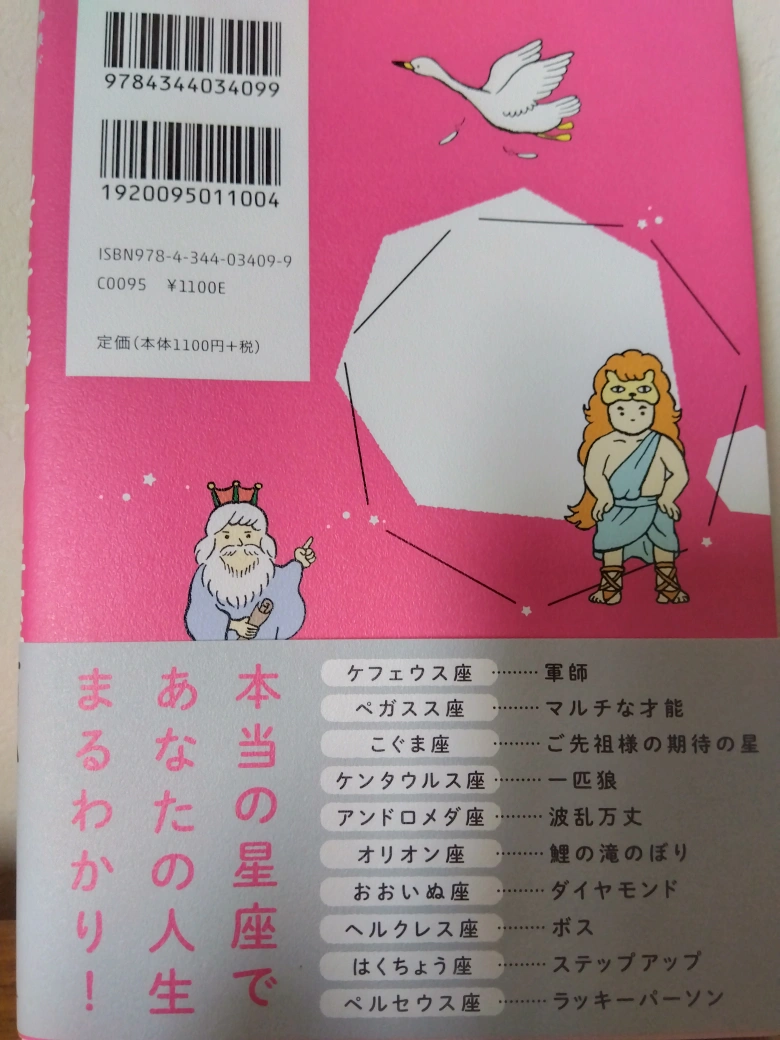 9784344034099
1920095011004
ISBN978-4-344-03409-9
C0095 ¥1100E
定価(本体1100円+税)
本当の星座で
あなたの人生
まるわかり!
ケフェウス座………軍師
ペガスス座………マルチな才能
こぐま座………ご先祖様の期待の星
ケンタウルス座………一匹狼
アンドロメダ座………波乱万丈
オリオン座………鯉の滝のぼり
おおいぬ座………ダイヤモンド
ヘルクレス座………ボス
はくちょう座………ステップアップ
ペルセウス座………ラッキーパーソン